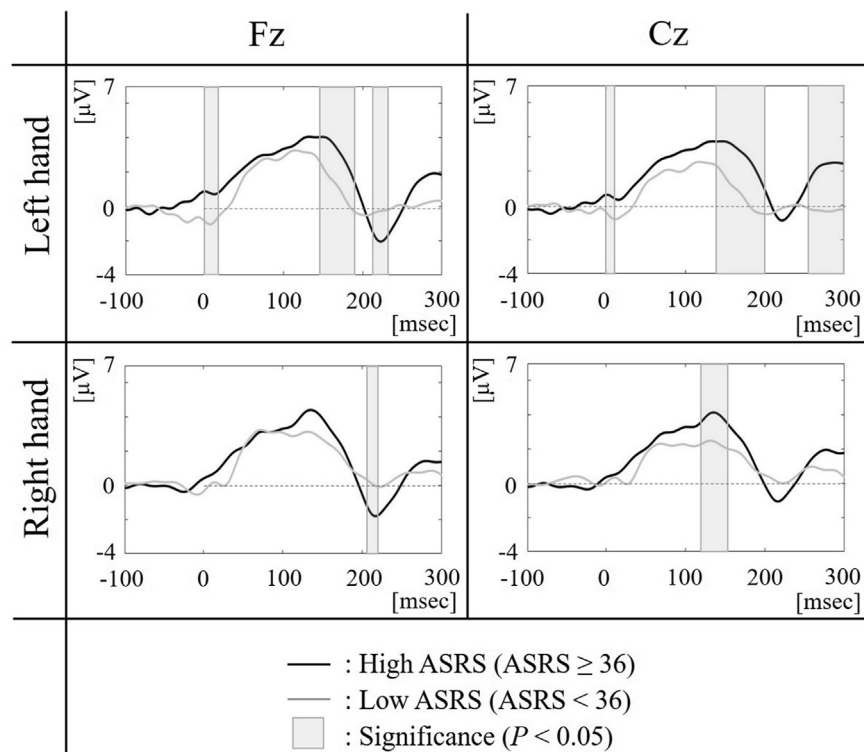 Fz
Cz
Left hand
[μV]
7
0
-4
-100 0 100 200 300
[msec]
[μV]
7
0
-4
-100 0 100 200 300
[msec]
Right hand
[μV]
7
0
-4
-100 0 100 200 300
[msec]
[μV]
7
0
-4
-100 0 100 200 300
[msec]
: High ASRS (ASRS ≥ 36)
: Low ASRS (ASRS < 36)
: Significance (P < 0.05)